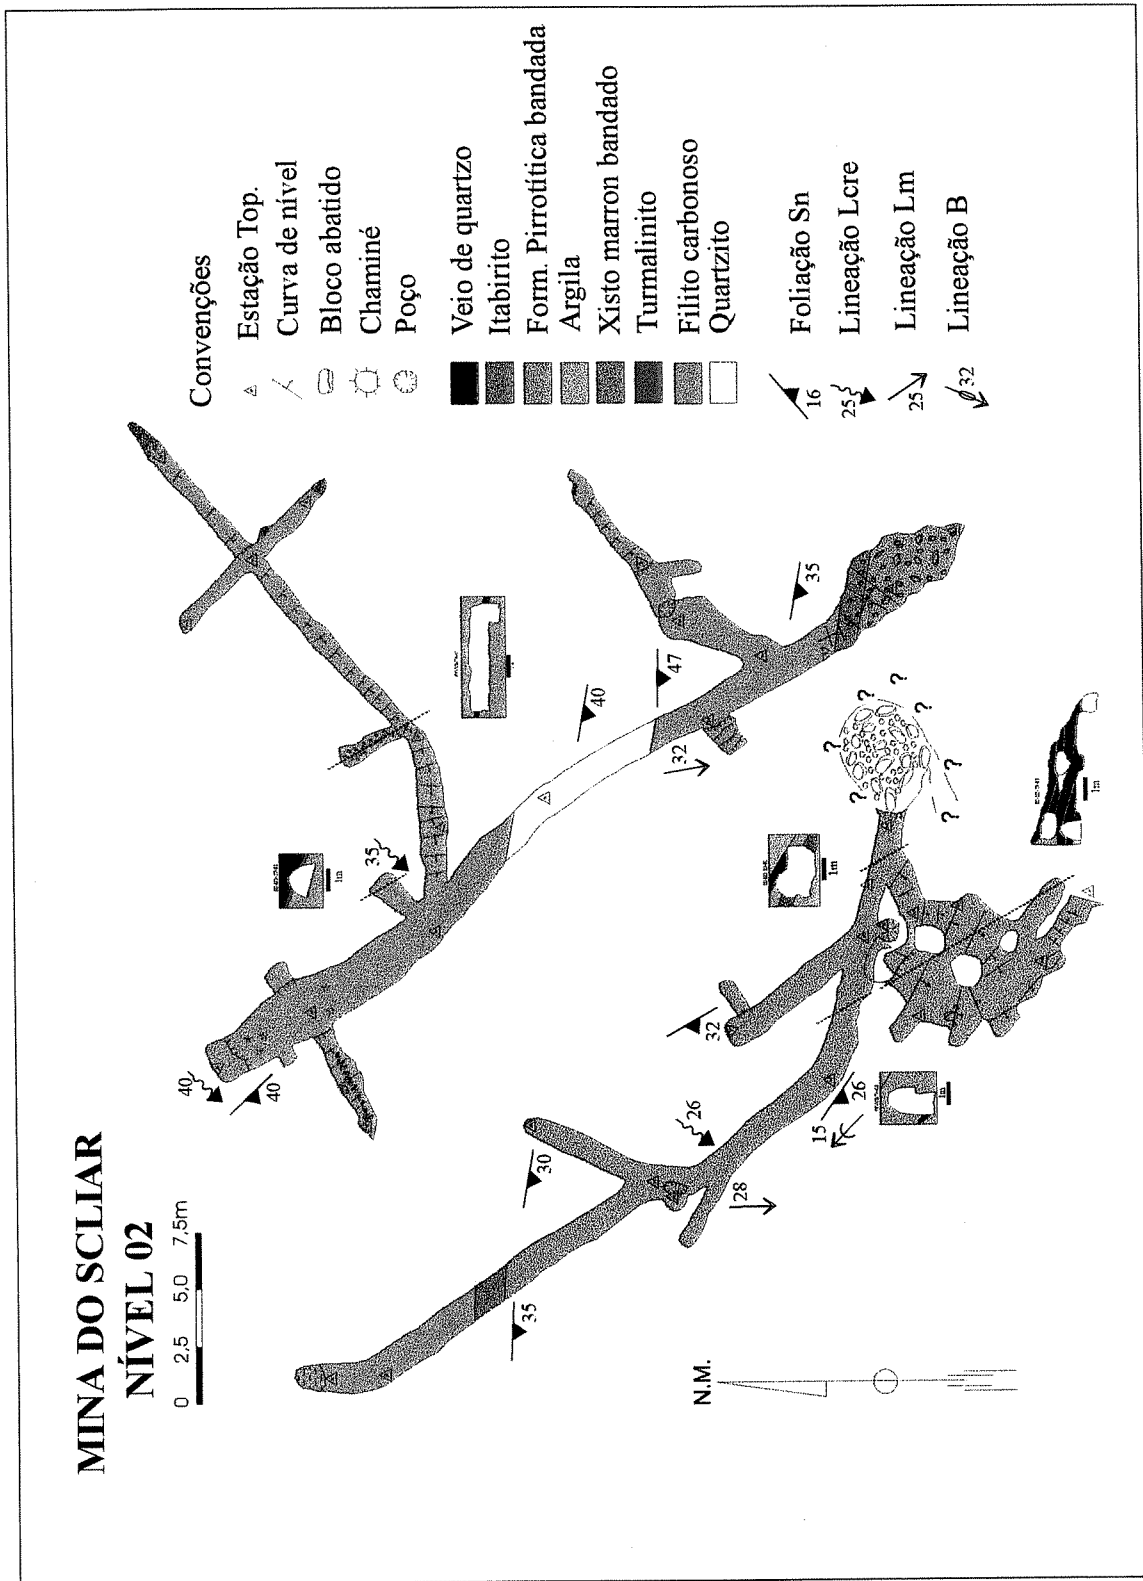 MINA DO SCLIAR
NÍVEL 02
0 2,5 5,0 7,5m
N.M.
40
40
35
40
32
47
35
35
30
28
26
15
26
32
?
?
?
?
?
?
?
1m
1m
1m
1m
Convenções
Estação Top.
Curva de nível
Bloco abatido
Chaminé
Poço
Veio de quartzo
Itabirito
Form. Pirrotítica bandada
Argila
Xisto marron bandado
Turmalinito
Filito carbonoso
Quartzito
16 Foliação Sn
25 Lineação Lcre
25 Lineação Lm
32 Lineação B